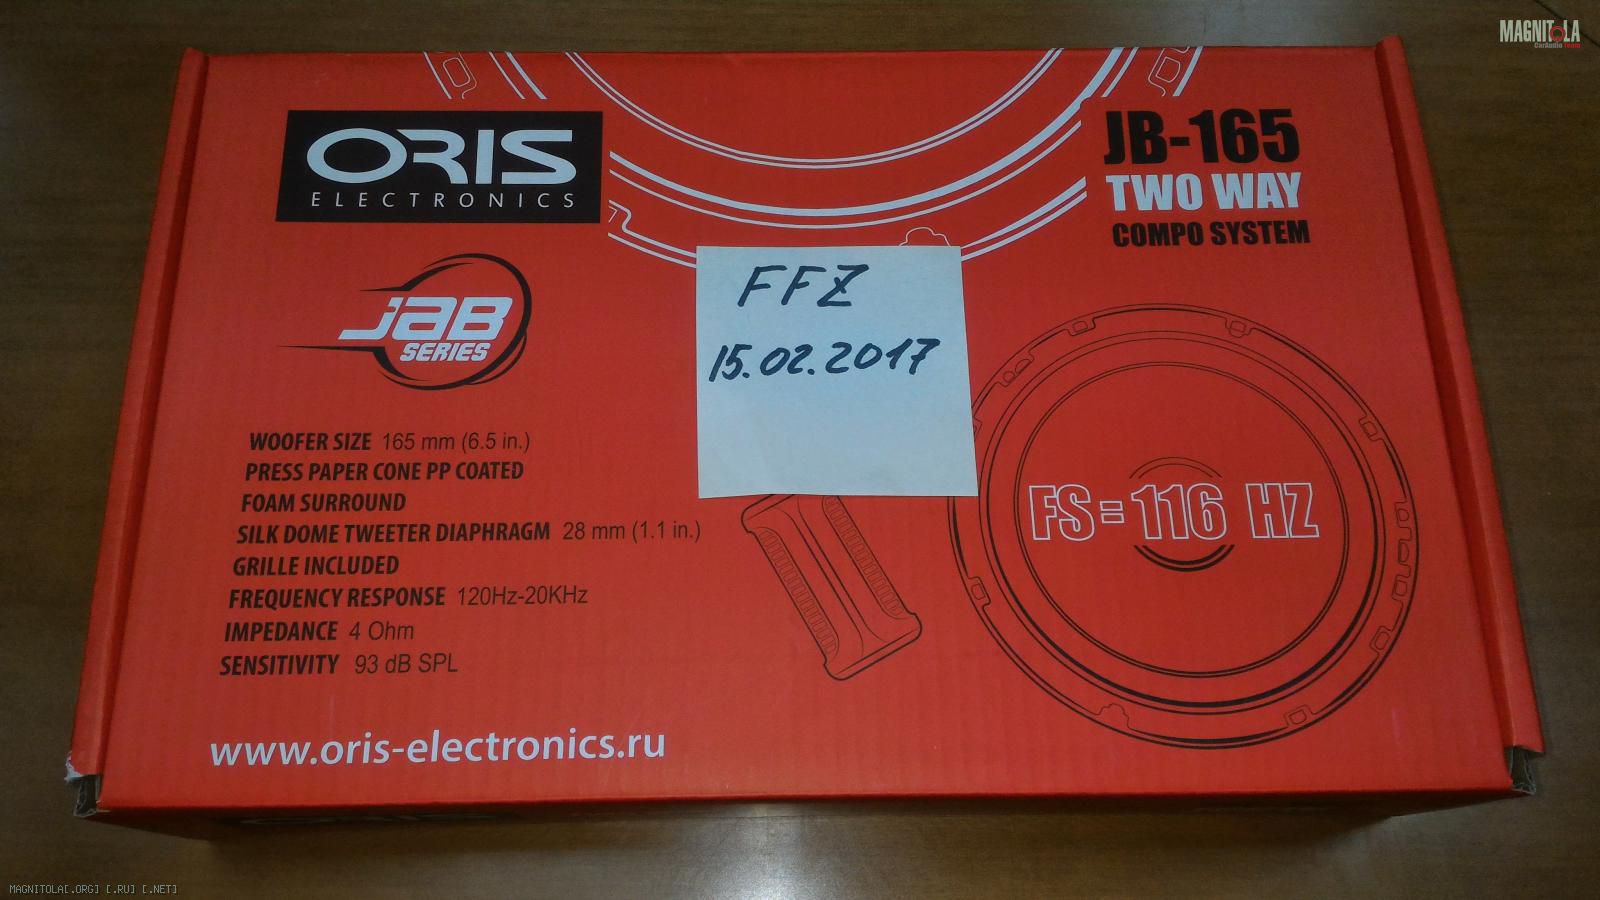 MAGNITOLA
CarAudio Team
ORIS
ELECTRONICS
JB-165
TWO WAY
COMPO SYSTEM
JAB
SERIES
FFZ
15.02.2017
WOOFER SIZE 165 mm (6.5 in.)
PRESS PAPER CONE PP COATED
FOAM SURROUND
SILK DOME TWEETER DIAPHRAGM 28 mm (1.1 in.)
GRILLE INCLUDED
FREQUENCY RESPONSE 120Hz-20KHz
IMPEDANCE 4 Ohm
SENSITIVITY 93 dB SPL
FS=116 HZ
www.oris-electronics.ru
MAGNITOLA[.ORG] [.RU] [.NET]